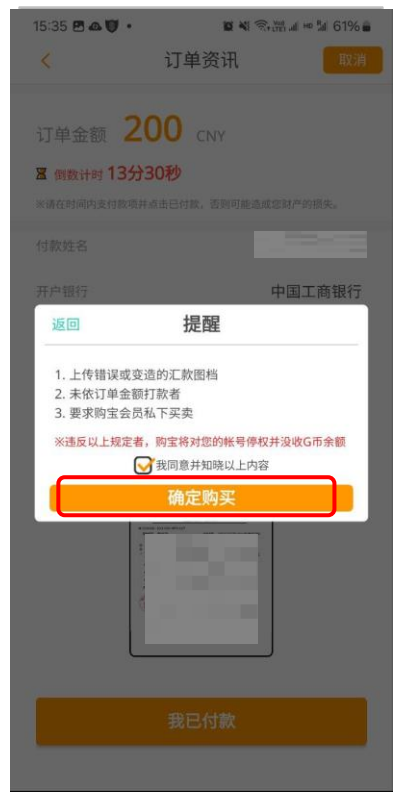 15:35
61%
订单资讯
取消
订单金额 200 CNY
倒数计时 13分30秒
※请在时间内支付款项并点击已付款，否则可能造成您财产的损失。
付款姓名
开户银行
中国工商银行
返回
提醒
1. 上传错误或变造的汇款图档
2. 未依订单金额打款者
3. 要求购宝会员私下买卖
※违反以上规定者，购宝将对您的帐号停权并没收G币余额
我同意并知晓以上内容
确定购买
我已付款